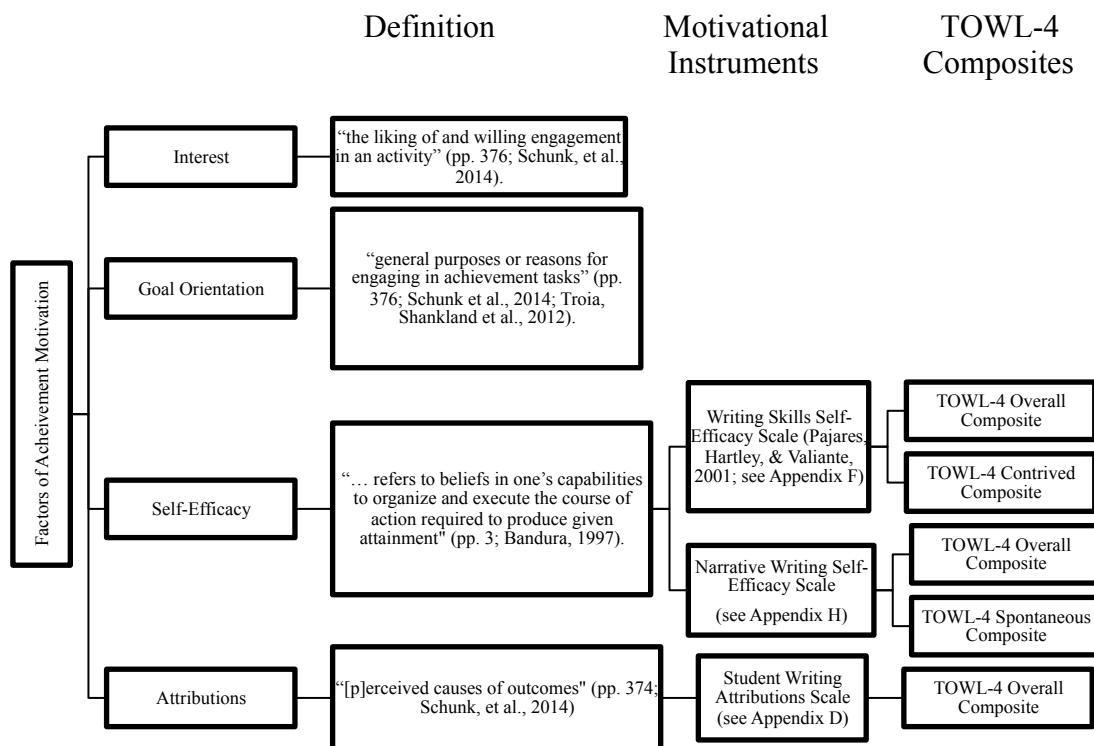 Definition
Motivational
Instruments
TOWL-4
Composites
Factors of Acheivement Motivation
Interest
“the liking of and willing engagement
in an activity” (pp. 376; Schunk, et al.,
2014).
Goal Orientation
“general purposes or reasons for
engaging in achievement tasks” (pp.
376; Schunk et al., 2014; Troia,
Shankland et al., 2012).
Self-Efficacy
“… refers to beliefs in one’s capabilities
to organize and execute the course of
action required to produce given
attainment" (pp. 3; Bandura, 1997).
Writing Skills Self-
Efficacy Scale (Pajares,
Hartley, & Valiante,
2001; see Appendix F)
TOWL-4 Overall
Composite
TOWL-4 Contrived
Composite
Narrative Writing Self-
Efficacy Scale
(see Appendix H)
TOWL-4 Overall
Composite
TOWL-4 Spontaneous
Composite
Attributions
“[p]erceived causes of outcomes" (pp. 374;
Schunk, et al., 2014)
Student Writing
Attributions Scale
(see Appendix D)
TOWL-4 Overall
Composite